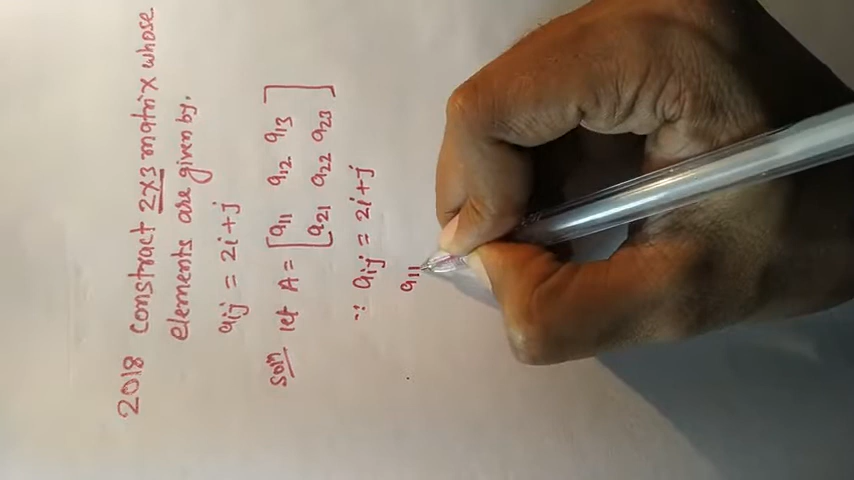 2018 Construct 2x3 matrix whose
elements are given by.
aij = 2i+j
Soln let A = [a11 a12 a13
a21 a22 a23]
∵ aij = 2i+j
a11